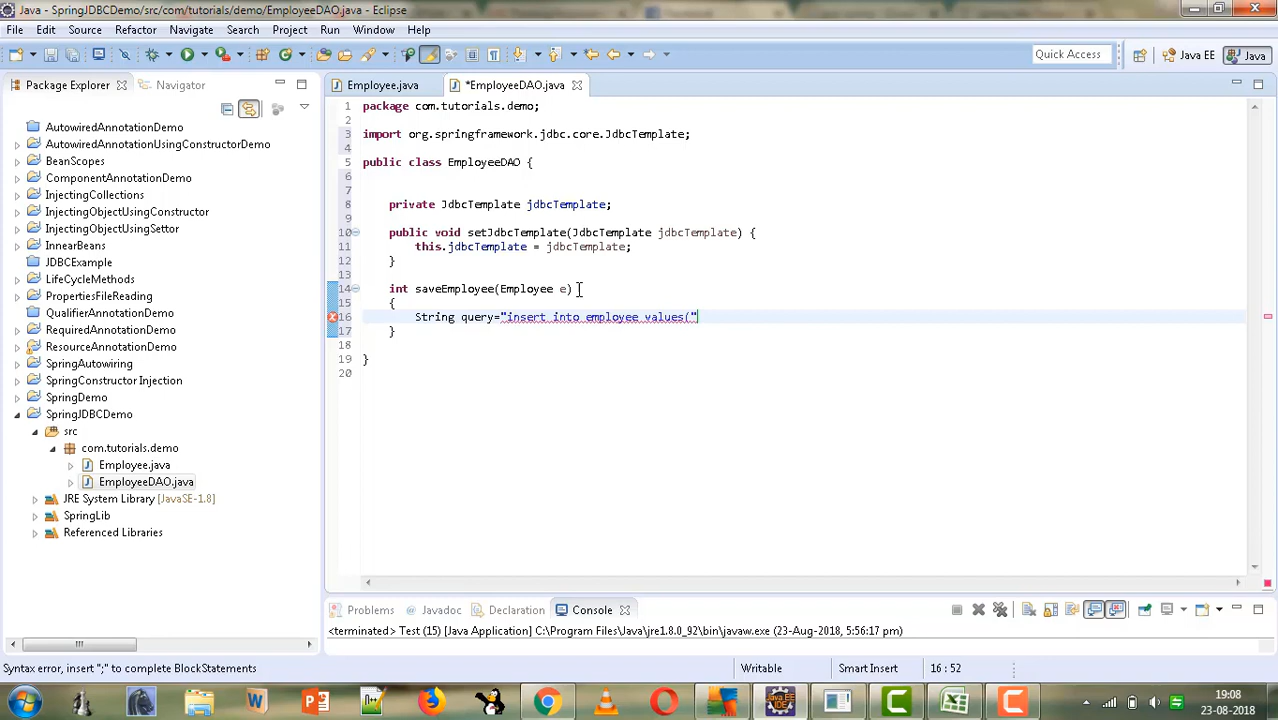 Java - SpringJDBCDemo/src/com/tutorials/demo/EmployeeDAO.java - Eclipse
File Edit Source Refactor Navigate Search Project Run Window Help
Quick Access
Java EE
Java
Package Explorer
Navigator
Employee.java
*EmployeeDAO.java
AutowiredAnnotationDemo
AutowiredAnnotationUsingConstructorDemo
BeanScopes
ComponentAnnotationDemo
InjectingCollections
InjectingObjectUsingConstructor
InjectingObjectUsingSettor
InnearBeans
JDBCExample
LifeCycleMethods
PropertiesFileReading
QualifierAnnotationDemo
RequiredAnnotationDemo
ResourceAnnotationDemo
SpringAutowiring
SpringConstructor Injection
SpringDemo
SpringJDBCDemo
src
com.tutorials.demo
Employee.java
EmployeeDAO.java
JRE System Library [JavaSE-1.8]
SpringLib
Referenced Libraries
1 package com.tutorials.demo;
2
3 import org.springframework.jdbc.core.JdbcTemplate;
4
5 public class EmployeeDAO {
6
7
8 private JdbcTemplate jdbcTemplate;
9
10 public void setJdbcTemplate(JdbcTemplate jdbcTemplate) {
11 this.jdbcTemplate = jdbcTemplate;
12 }
13
14 int saveEmployee(Employee e)
15 {
16 String query="insert into employee values("
17 }
18
19 }
20
Problems
Javadoc
Declaration
Console
<terminated> Test (15) [Java Application] C:\Program Files\Java\jre1.8.0_92\bin\javaw.exe (23-Aug-2018, 5:56:17 pm)
Syntax error, insert ";" to complete BlockStatements
Writable
Smart Insert
16 : 52
19:08
23-08-2018